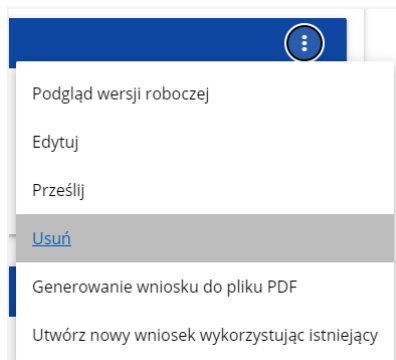 Podgląd wersji roboczej
Edytuj
Prześlij
Usuń
Generowanie wniosku do pliku PDF
Utwórz nowy wniosek wykorzystując istniejący